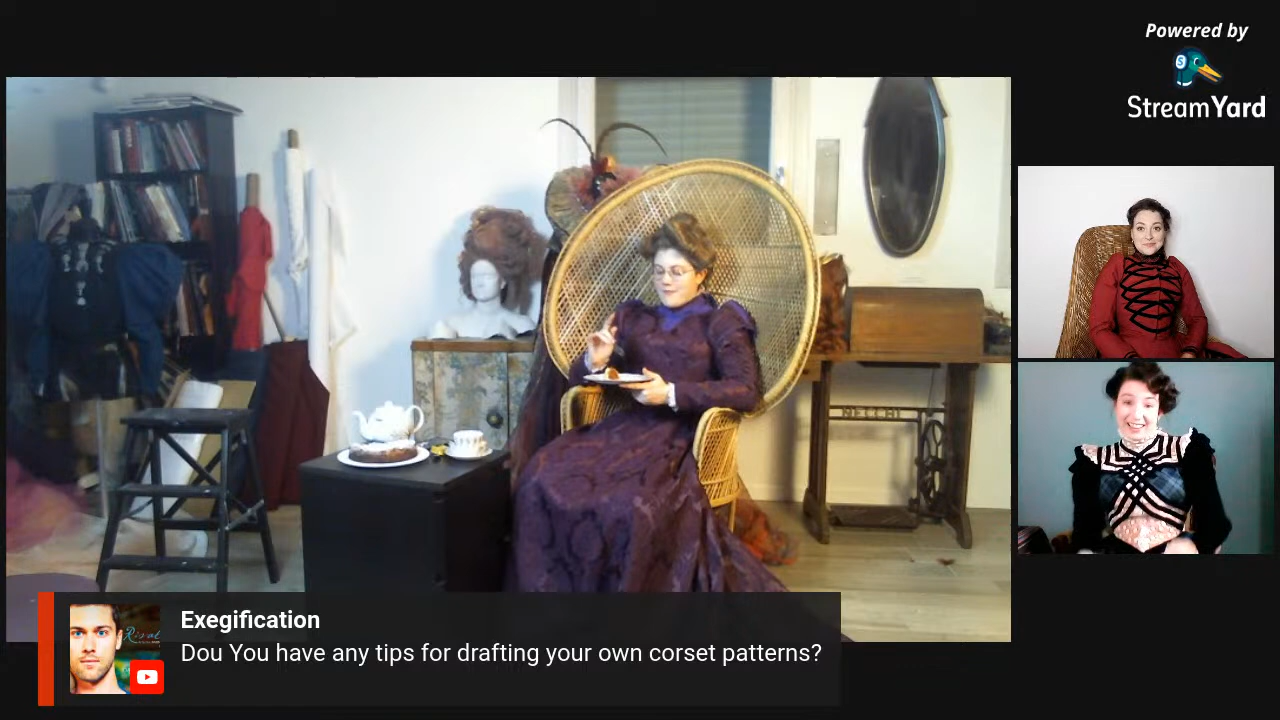 Powered by
StreamYard
NECCHI
Exegification
Dou You have any tips for drafting your own corset patterns?